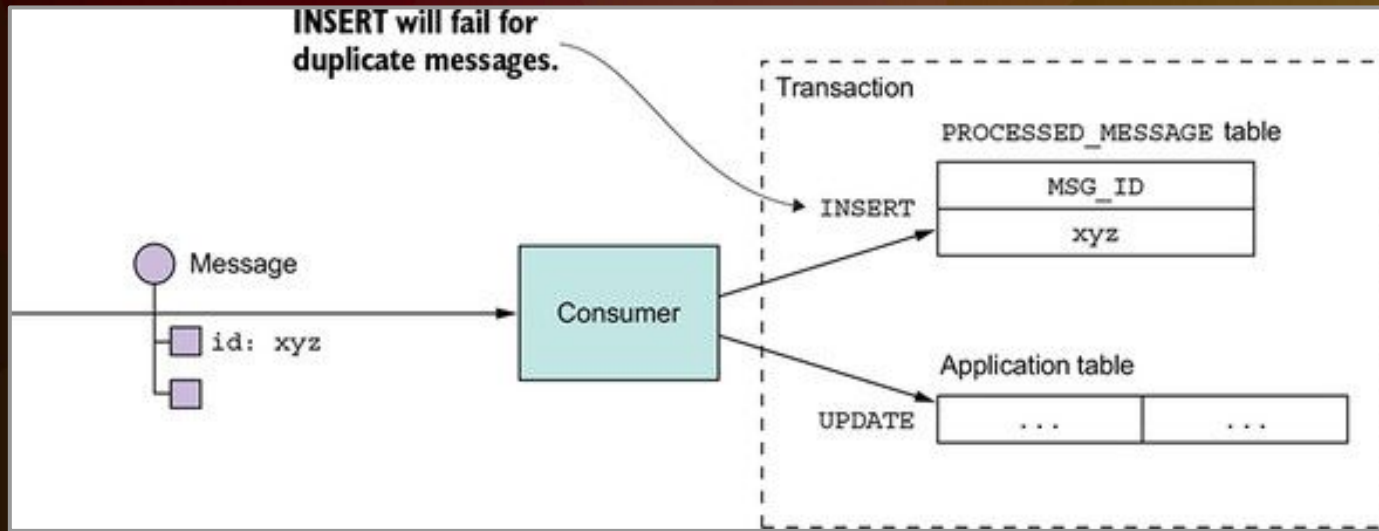 INSERT will fail for
duplicate messages.
Transaction
PROCESSED_MESSAGE table
MSG_ID
INSERT
xyz
Message
Consumer
id: xyz
Application table
UPDATE
...
...